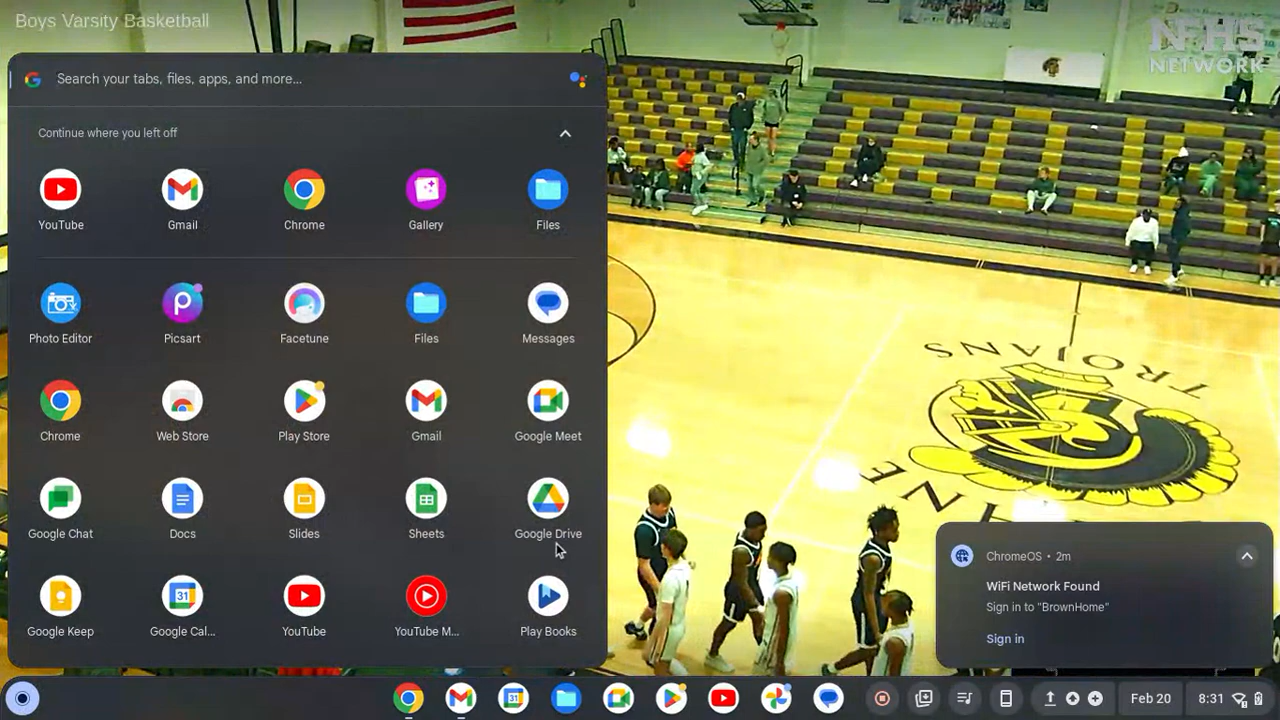 Boys Varsity Basketball
NFHS
NETWORK
Search your tabs, files, apps, and more...
Continue where you left off
YouTube
Gmail
Chrome
Gallery
Files
Photo Editor
Picsart
Facetune
Files
Messages
Chrome
Web Store
Play Store
Gmail
Google Meet
Google Chat
Docs
Slides
Sheets
Google Drive
Google Keep
Google Cal...
YouTube
YouTube M...
Play Books
TROJANS
ChromeOS • 2m
WiFi Network Found
Sign in to "BrownHome"
Sign in
31
31
Feb 20
8:31